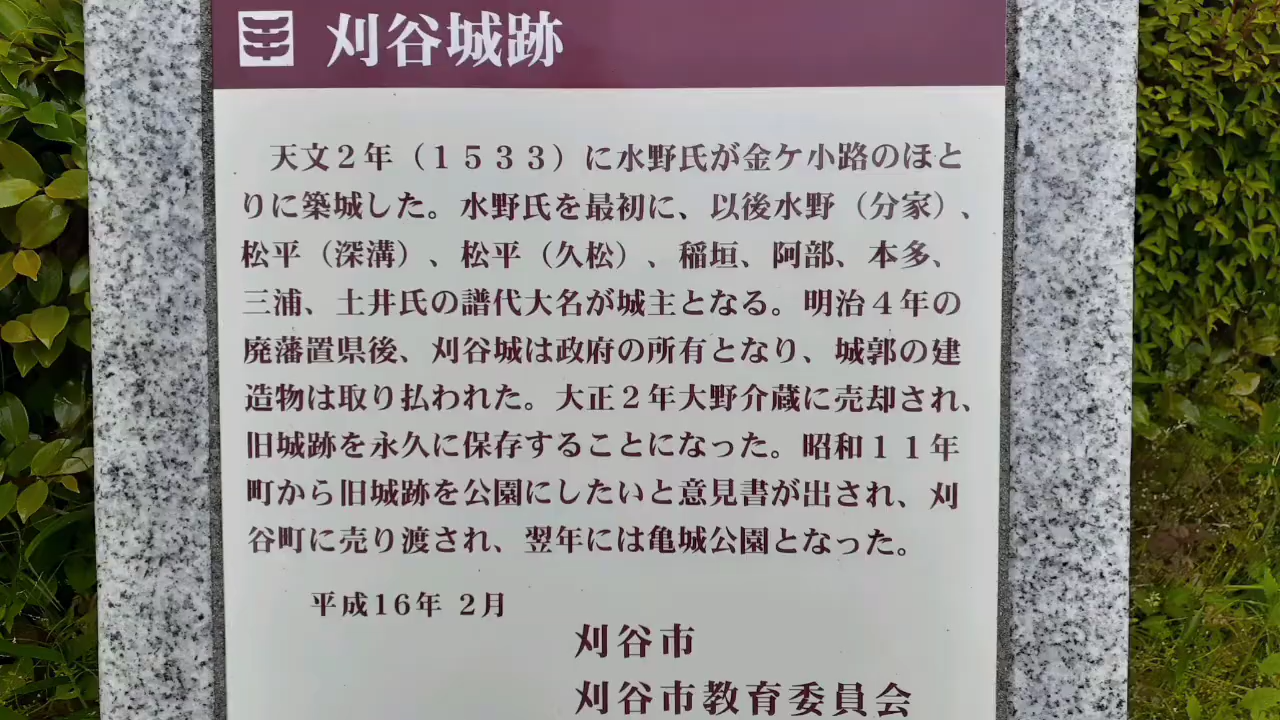 刈谷城跡
天文２年（１５３３）に水野氏が金ケ小路のほと
りに築城した。水野氏を最初に、以後水野（分家）、
松平（深溝）、松平（久松）、稲垣、阿部、本多、
三浦、土井氏の譜代大名が城主となる。明治４年の
廃藩置県後、刈谷城は政府の所有となり、城郭の建
造物は取り払われた。大正２年大野介蔵に売却され、
旧城跡を永久に保存することになった。昭和１１年
町から旧城跡を公園にしたいと意見書が出され、刈
谷町に売り渡され、翌年には亀城公園となった。
平成16年 2月
刈谷市
刈谷市教育委員会